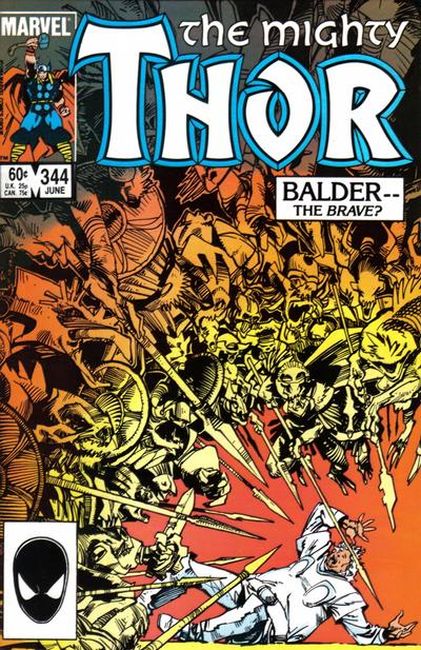 MARVEL®
the mighty
THOR
60¢
U.K. 25p
CAN. 75¢
344
JUNE
BALDER--
THE BRAVE?